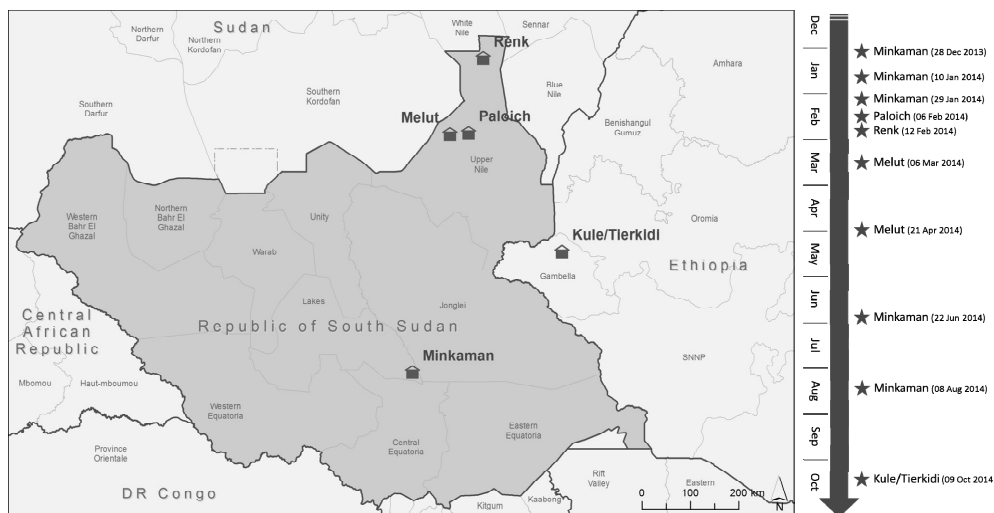 Sudan
Northern
Darfur
Northern
Kordofan
White
Nile
Sennar
Renk
Amhara
Southern
Darfur
Southern
Kordofan
Blue
Nile
Melut
Paloich
Benishangul
Gumuz
Upper
Nile
Western
Bahr El
Ghazal
Northern
Bahr El
Ghazal
Unity
Warab
Oromia
Kule/Tierkidi
Gambella
Ethiopia
Lakes
Jonglei
Republic of South Sudan
Central
African
Republic
Minkaman
SNNP
Mbomou
Haut-mboumou
Western
Equatoria
Eastern
Equatoria
Central
Equatoria
Province
Orientale
DR Congo
Rift
Valley
Eastern
Kaabong
Kitgum
0 100 200 km
N
Dec
Jan
Feb
Mar
Apr
May
Jun
Jul
Aug
Sep
Oct
Minkaman (28 Dec 2013)
Minkaman (10 Jan 2014)
Minkaman (29 Jan 2014)
Paloich (06 Feb 2014)
Renk (12 Feb 2014)
Melut (06 Mar 2014)
Melut (21 Apr 2014)
Minkaman (22 Jun 2014)
Minkaman (08 Aug 2014)
Kule/Tierkidi (09 Oct 2014